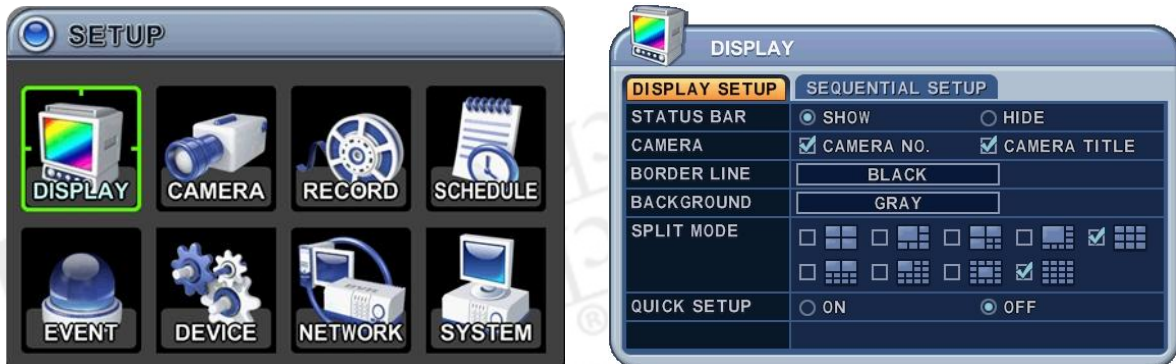 SETUP
DISPLAY
CAMERA
RECORD
SCHEDULE
EVENT
DEVICE
NETWORK
SYSTEM
DISPLAY
DISPLAY SETUP
SEQUENTIAL SETUP
STATUS BAR
SHOW
HIDE
CAMERA
CAMERA NO.
CAMERA TITLE
BORDER LINE
BLACK
BACKGROUND
GRAY
SPLIT MODE
QUICK SETUP
ON
OFF